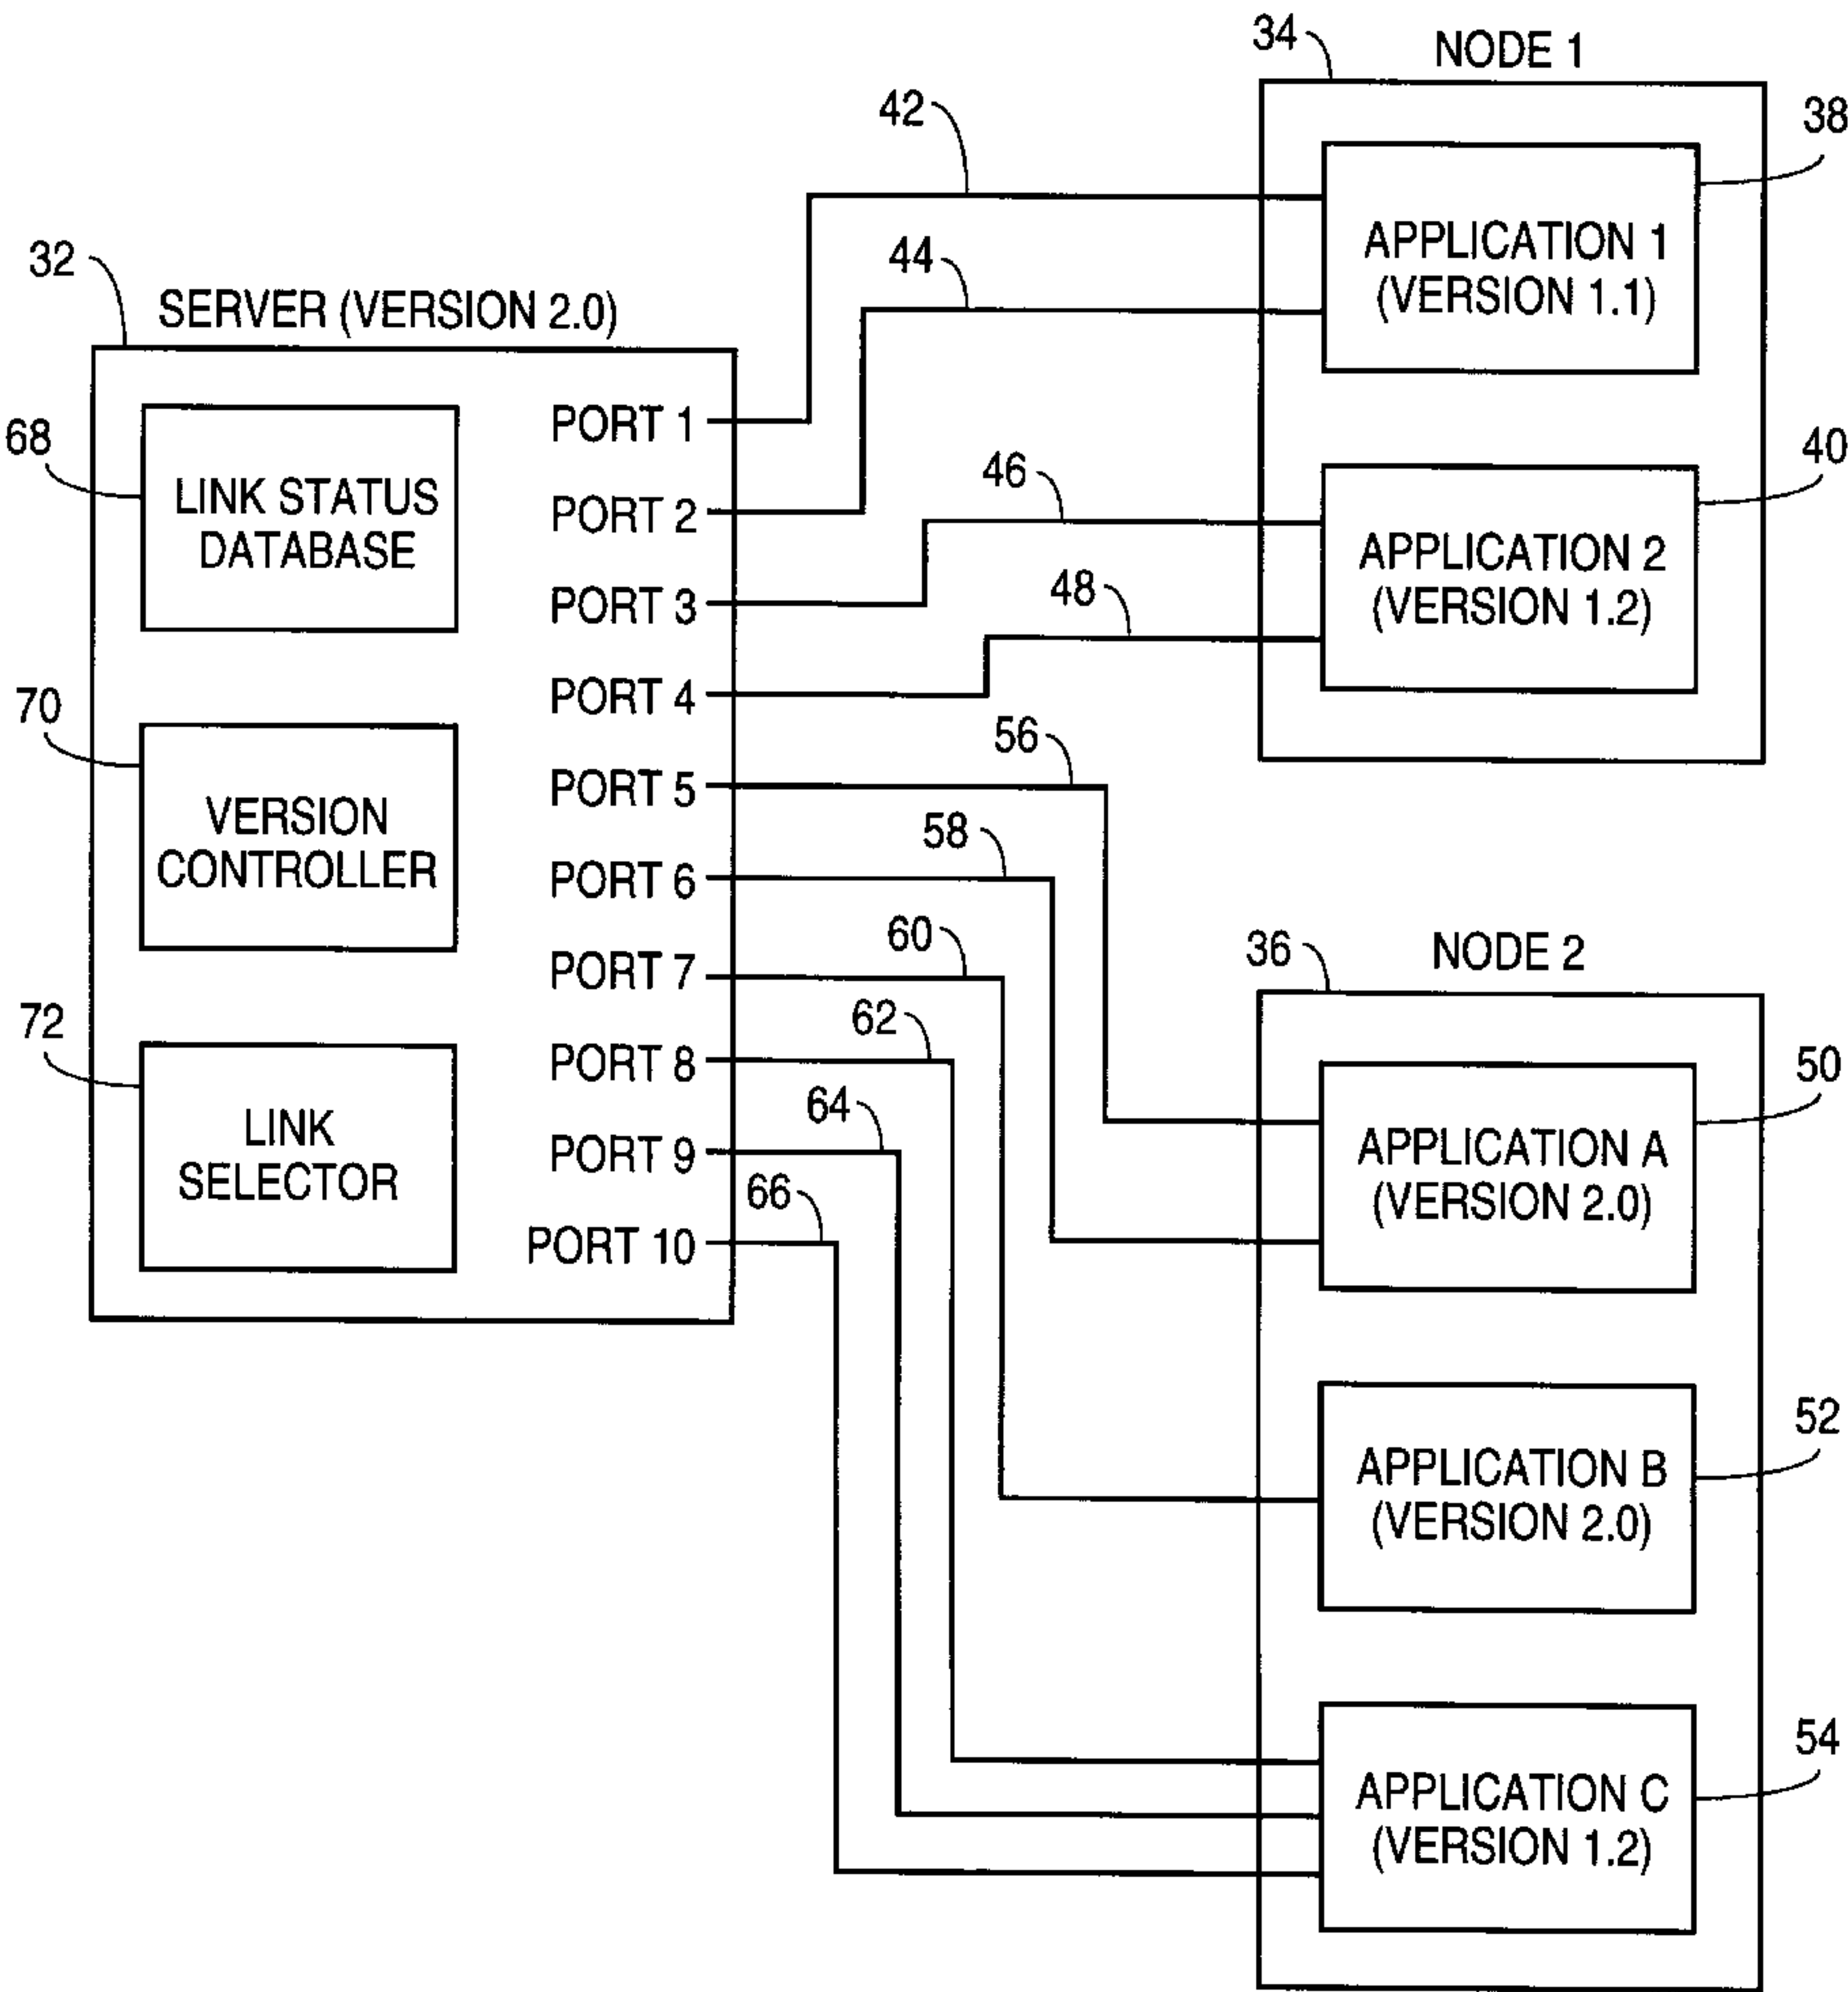 34
NODE 1
42
38
APPLICATION 1
(VERSION 1.1)
32
44
SERVER (VERSION 2.0)
68
LINK STATUS
DATABASE
PORT 1
PORT 2
PORT 3
PORT 4
PORT 5
PORT 6
PORT 7
PORT 8
PORT 9
PORT 10
46
40
APPLICATION 2
(VERSION 1.2)
48
70
VERSION
CONTROLLER
56
58
60
36
NODE 2
72
LINK
SELECTOR
62
64
66
50
APPLICATION A
(VERSION 2.0)
52
APPLICATION B
(VERSION 2.0)
54
APPLICATION C
(VERSION 1.2)